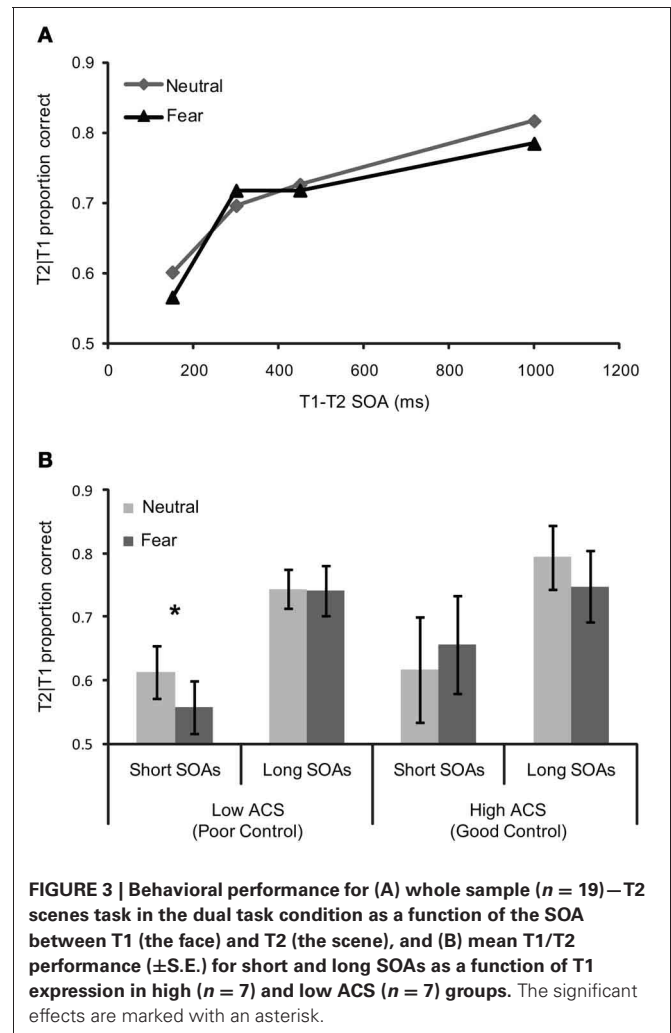 A
0.9
Neutral
Fear
0.8
0.7
0.6
0.5
T2|T1 proportion correct
0 200 400 600 800 1000 1200
T1-T2 SOA (ms)
B
0.9
Neutral
Fear
0.8
0.7
*
0.6
0.5
T2|T1 proportion correct
Short SOAs Long SOAs Short SOAs Long SOAs
Low ACS High ACS
(Poor Control) (Good Control)
FIGURE 3 | Behavioral performance for (A) whole sample (n = 19)—T2
scenes task in the dual task condition as a function of the SOA
between T1 (the face) and T2 (the scene), and (B) mean T1/T2
performance (±S.E.) for short and long SOAs as a function of T1
expression in high (n = 7) and low ACS (n = 7) groups. The significant
effects are marked with an asterisk.